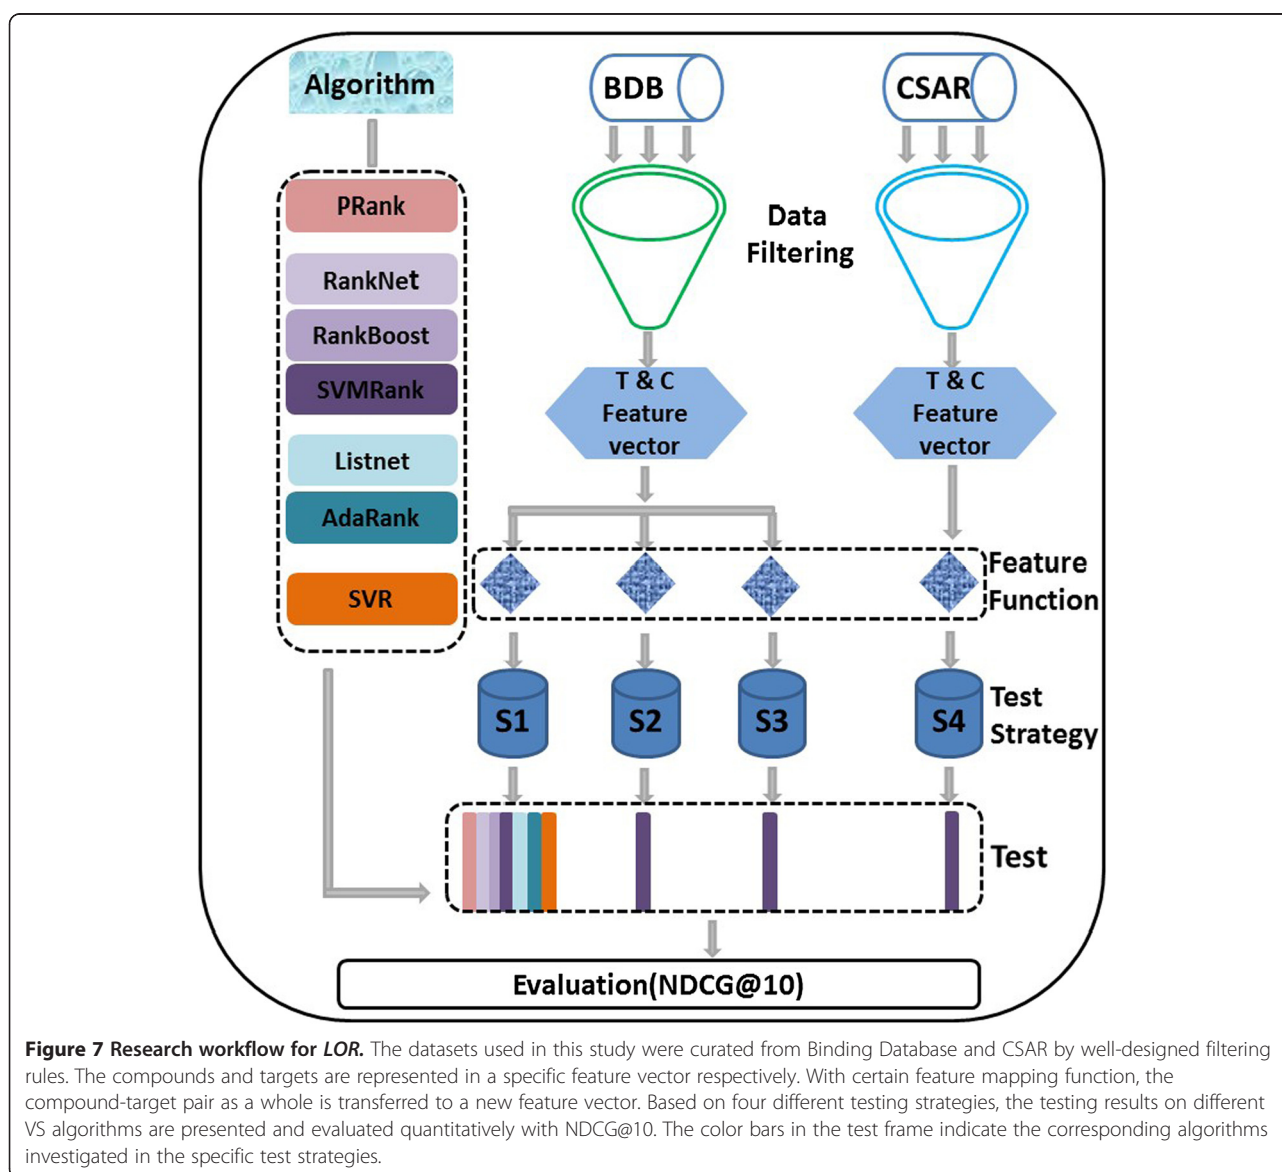 Algorithm
BDB
CSAR
PRank
RankNet
RankBoost
SVMRank
Listnet
AdaRank
SVR
Data
Filtering
T & C
Feature
vector
T & C
Feature
vector
Feature
Function
S1
S2
S3
S4
Test
Strategy
Test
Evaluation(NDCG@10)
Figure 7 Research workflow for LOR. The datasets used in this study were curated from Binding Database and CSAR by well-designed filtering
rules. The compounds and targets are represented in a specific feature vector respectively. With certain feature mapping function, the
compound-target pair as a whole is transferred to a new feature vector. Based on four different testing strategies, the testing results on different
VS algorithms are presented and evaluated quantitatively with NDCG@10. The color bars in the test frame indicate the corresponding algorithms
investigated in the specific test strategies.